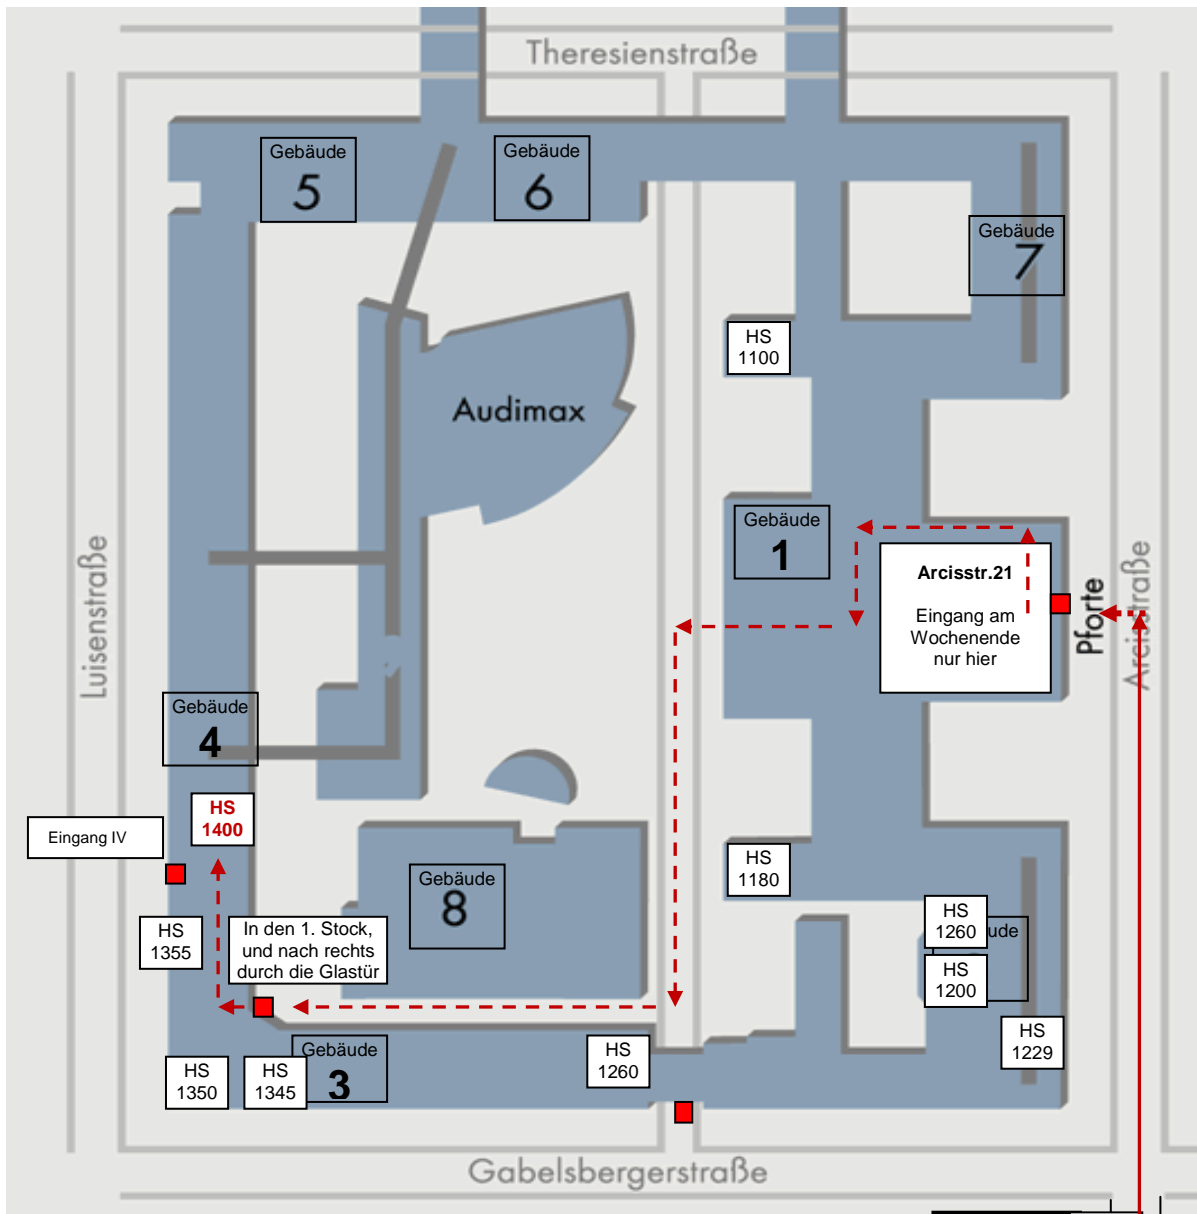 Theresienstraße
Gebäude
5
Gebäude
6
Gebäude
7
HS
1100
Audimax
Gebäude
1
Arcisstr.21
Eingang am
Wochenende
nur hier
Pforte
Arcisstraße
Luisenstraße
Gebäude
4
HS
1400
Eingang IV
HS
1355
In den 1. Stock,
und nach rechts
durch die Glastür
Gebäude
8
HS
1180
HS
1260
ude
HS
1200
HS
1229
HS
1260
Gebäude
3
HS
1350
HS
1345
Gabelsbergerstraße